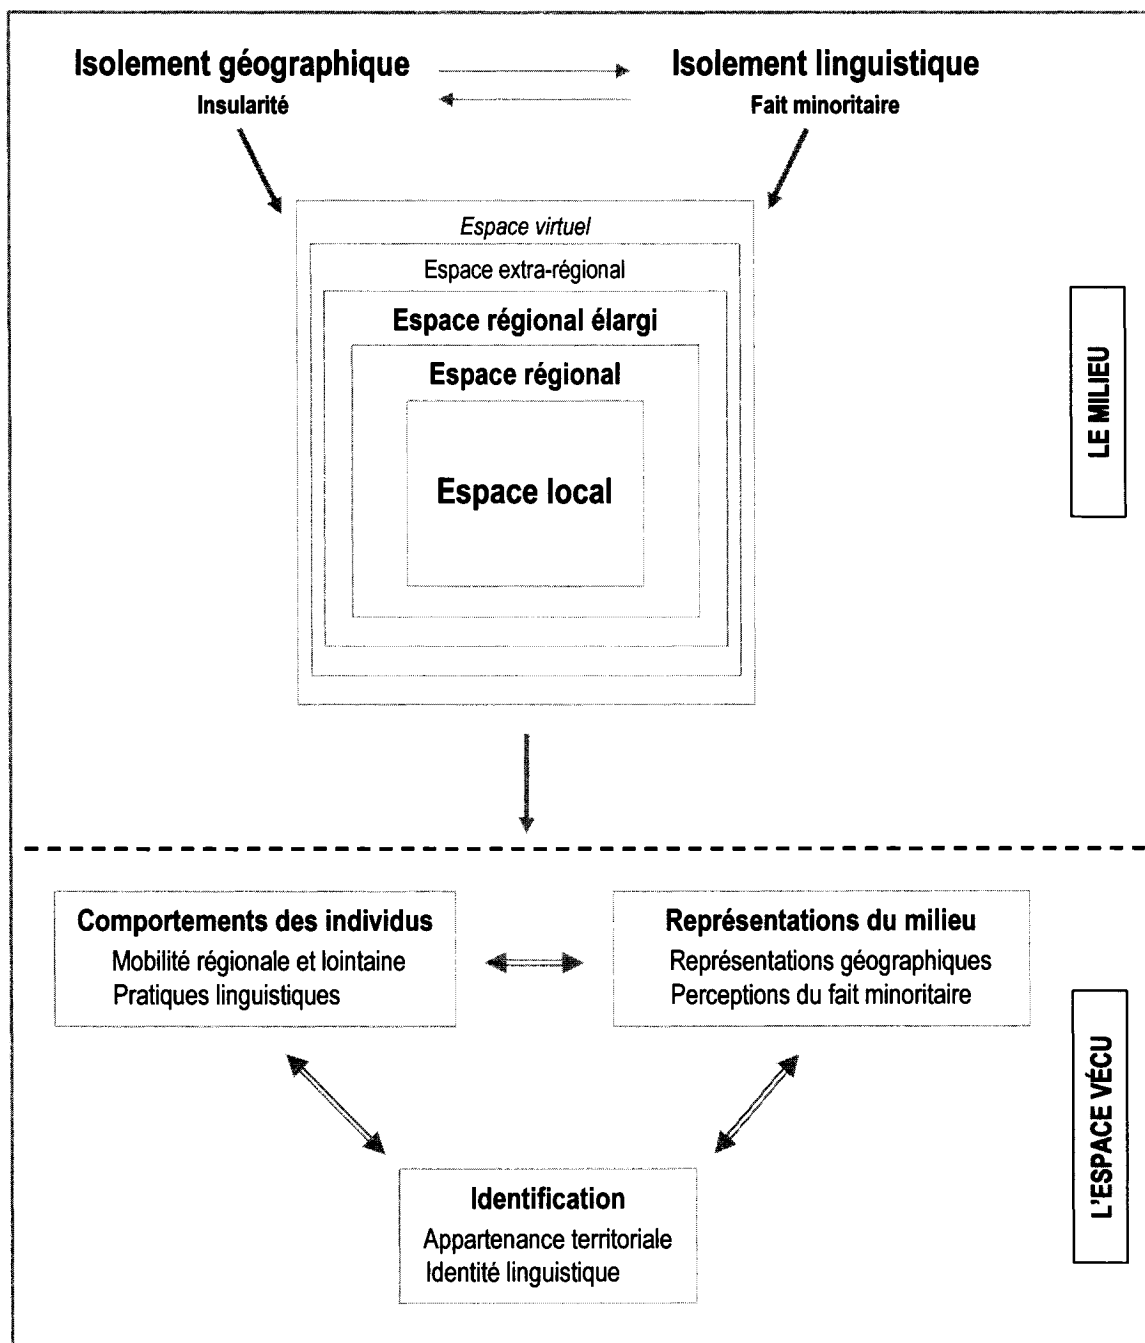 Isolement géographique
Isolement linguistique
Insularité
Fait minoritaire
Espace virtuel
Espace extra-régional
Espace régional élargi
Espace régional
Espace local
LE MILIEU
Comportements des individus
Mobilité régionale et lointaine
Pratiques linguistiques
Représentations du milieu
Représentations géographiques
Perceptions du fait minoritaire
Identification
Appartenance territoriale
Identité linguistique
L'ESPACE VÉCU